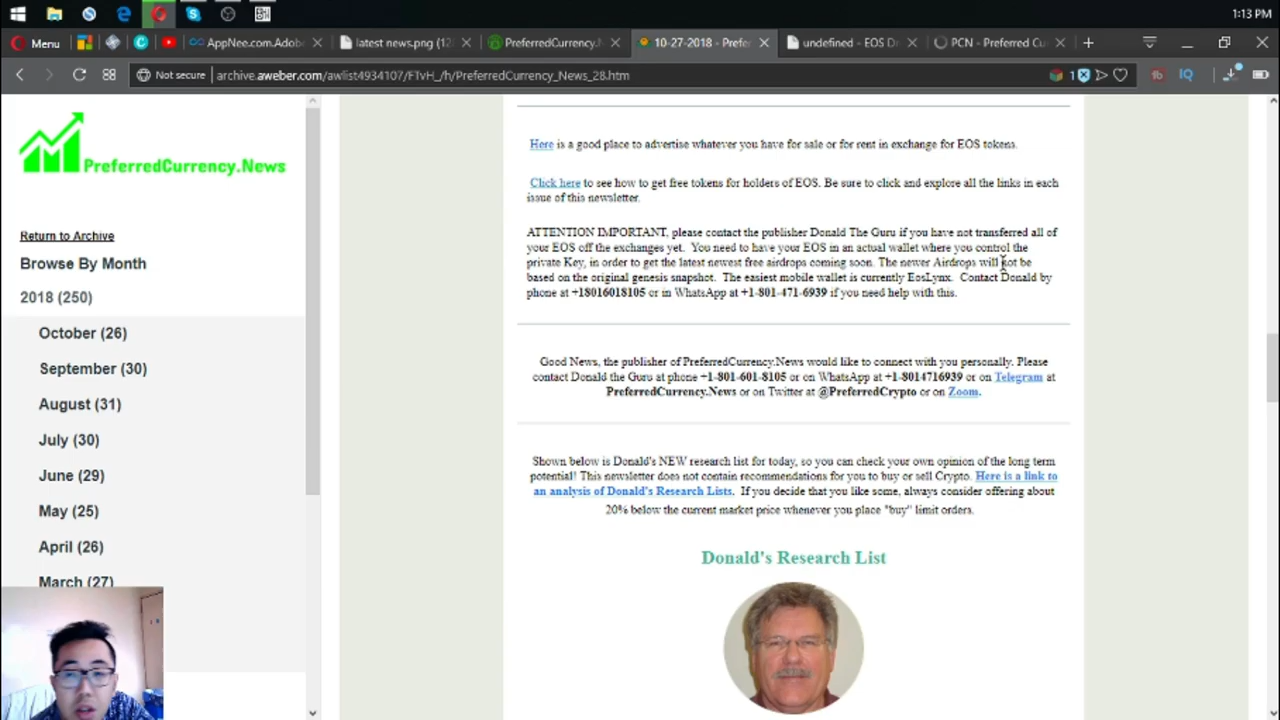 1:13 PM
Menu
AppNee.com.Adob
latest news.png (12%
PreferredCurrency.N
10-27-2018 - Prefe
undefined - EOS D
PCN - Preferred Cu
Not secure archive.aweber.com/awlist4934107/FTvH_/h/PreferredCurrency_News_28.htm
1
PreferredCurrency.News
Return to Archive
Browse By Month
2018 (250)
October (26)
September (30)
August (31)
July (30)
June (29)
May (25)
April (26)
March (27)
Here is a good place to advertise whatever you have for sale or for rent in exchange for EOS tokens.
Click here to see how to get free tokens for holders of EOS. Be sure to click and explore all the links in each
issue of this newsletter.
ATTENTION IMPORTANT, please contact the publisher Donald The Guru if you have not transferred all of
your EOS off the exchanges yet. You need to have your EOS in an actual wallet where you control the
private Key, in order to get the latest newest free airdrops coming soon. The newer Airdrops will not be
based on the original genesis snapshot. The easiest mobile wallet is currently EosLynx. Contact Donald by
phone at +18016018105 or in WhatsApp at +1-801-471-6939 if you need help with this.
Good News, the publisher of PreferredCurrency.News would like to connect with you personally. Please
contact Donald the Guru at phone +1-801-601-8105 or on WhatsApp at +1-8014716939 or on Telegram at
PreferredCurrency.News or on Twitter at @PreferredCrypto or on Zoom.
Shown below is Donald's NEW research list for today, so you can check your own opinion of the long term
potential! This newsletter does not contain recommendations for you to buy or sell Crypto. Here is a link to
an analysis of Donald's Research Lists. If you decide that you like some, always consider offering about
20% below the current market price whenever you place "buy" limit orders.
Donald's Research List